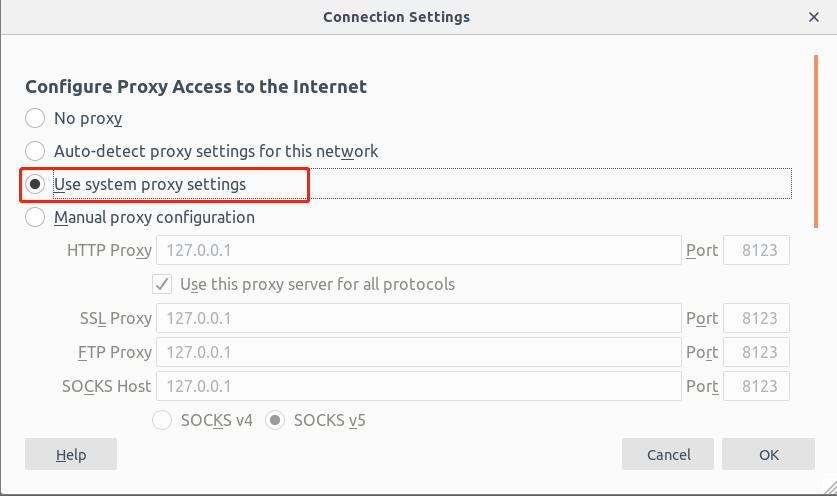 Connection Settings
Configure Proxy Access to the Internet
No proxy
Auto-detect proxy settings for this network
Use system proxy settings
Manual proxy configuration
HTTP Proxy 127.0.0.1 Port 8123
Use this proxy server for all protocols
SSL Proxy 127.0.0.1 Port 8123
FTP Proxy 127.0.0.1 Port 8123
SOCKS Host 127.0.0.1 Port 8123
SOCKS v4 SOCKS v5
Help Cancel OK